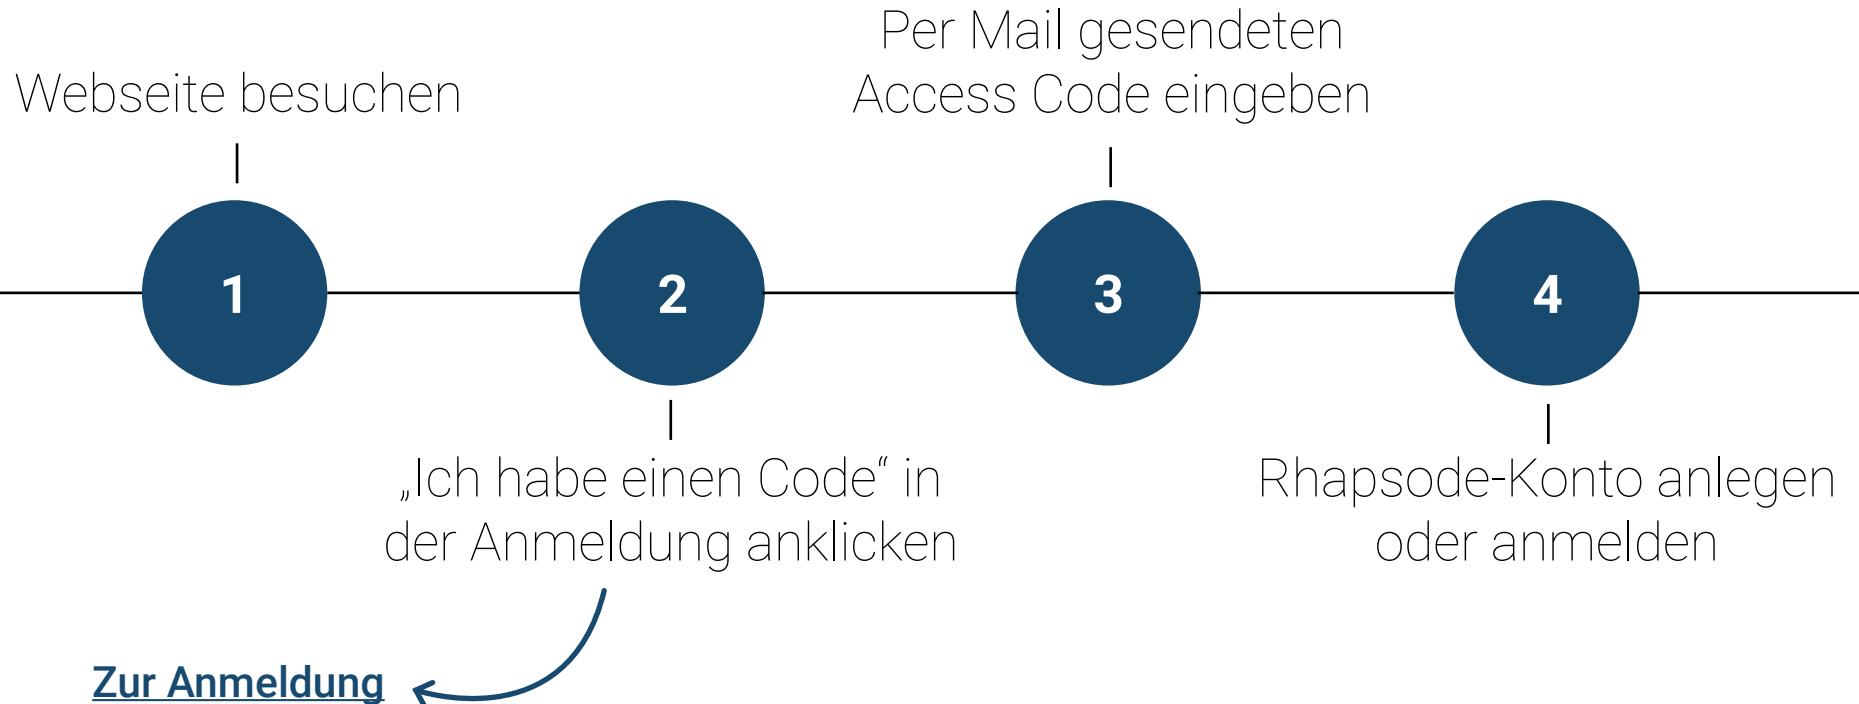 Webseite besuchen
1
2
„Ich habe einen Code“ in
der Anmeldung anklicken
Zur Anmeldung
Per Mail gesendeten
Access Code eingeben
3
4
Rhapsode-Konto anlegen
oder anmelden